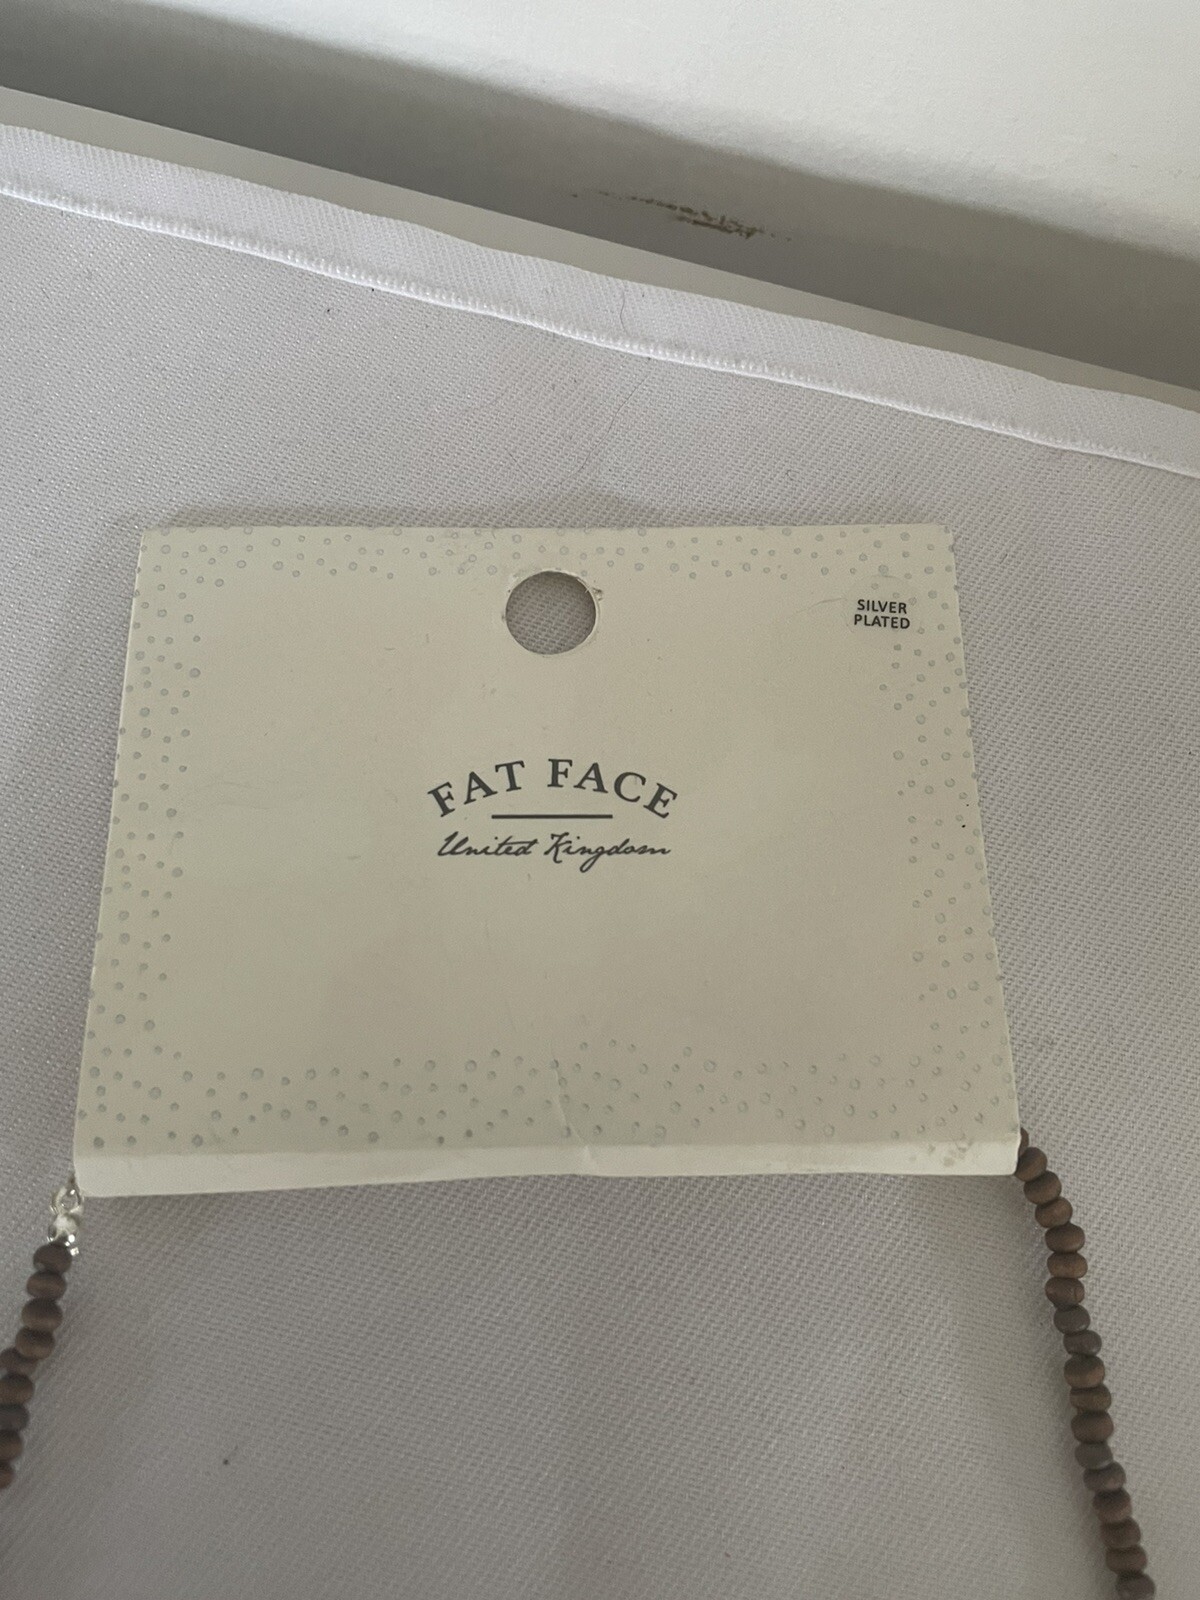 SILVER
PLATED
FAT FACE
United Kingdom